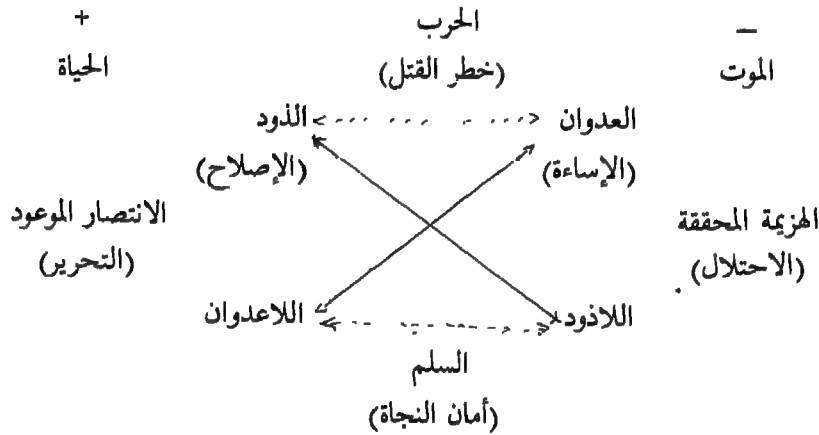 + الحرب _
الحياة (خطر القتل) الموت
الذود العدوان
(الإصلاح) (الإساءة)
الانتصار الموعود الهزيمة المحققة
(التحرير) (الاحتلال)
اللاعدوان اللاذود
السلم
(أمان النجاة)